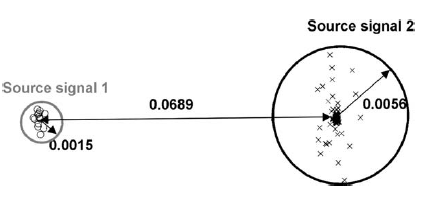 Source signal 2
Source signal 1
0.0689
0.0056
0.0015